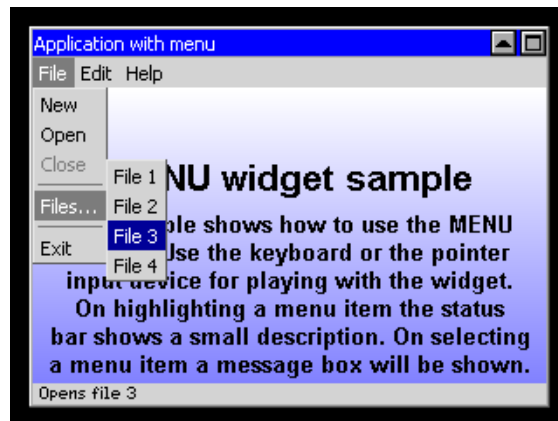 Application with menu
File Edit Help
New
Open
Close
Files...
Exit
File 1
File 2
File 3
File 4
NU widget sample
ple shows how to use the MENU
Use the keyboard or the pointer
input device for playing with the widget.
On highlighting a menu item the status
bar shows a small description. On selecting
a menu item a message box will be shown.
Opens file 3